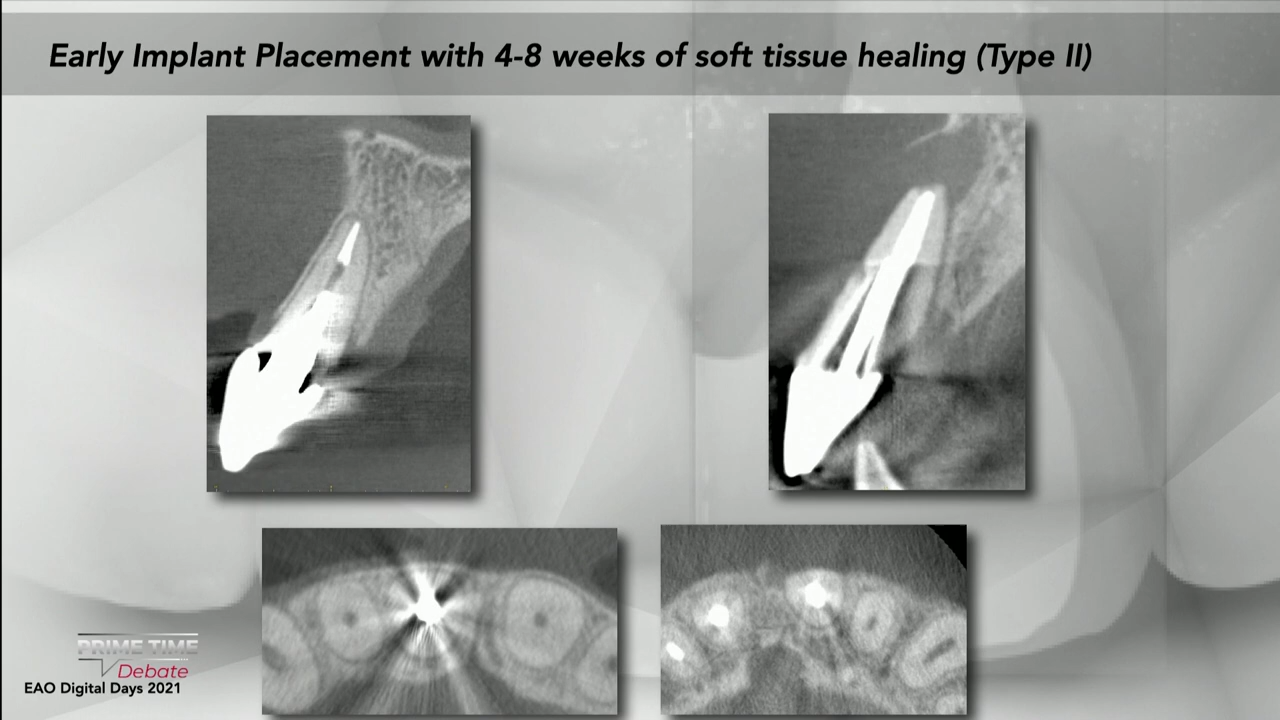 Early Implant Placement with 4-8 weeks of soft tissue healing (Type II)
PRIME TIME
Debate
EAO Digital Days 2021